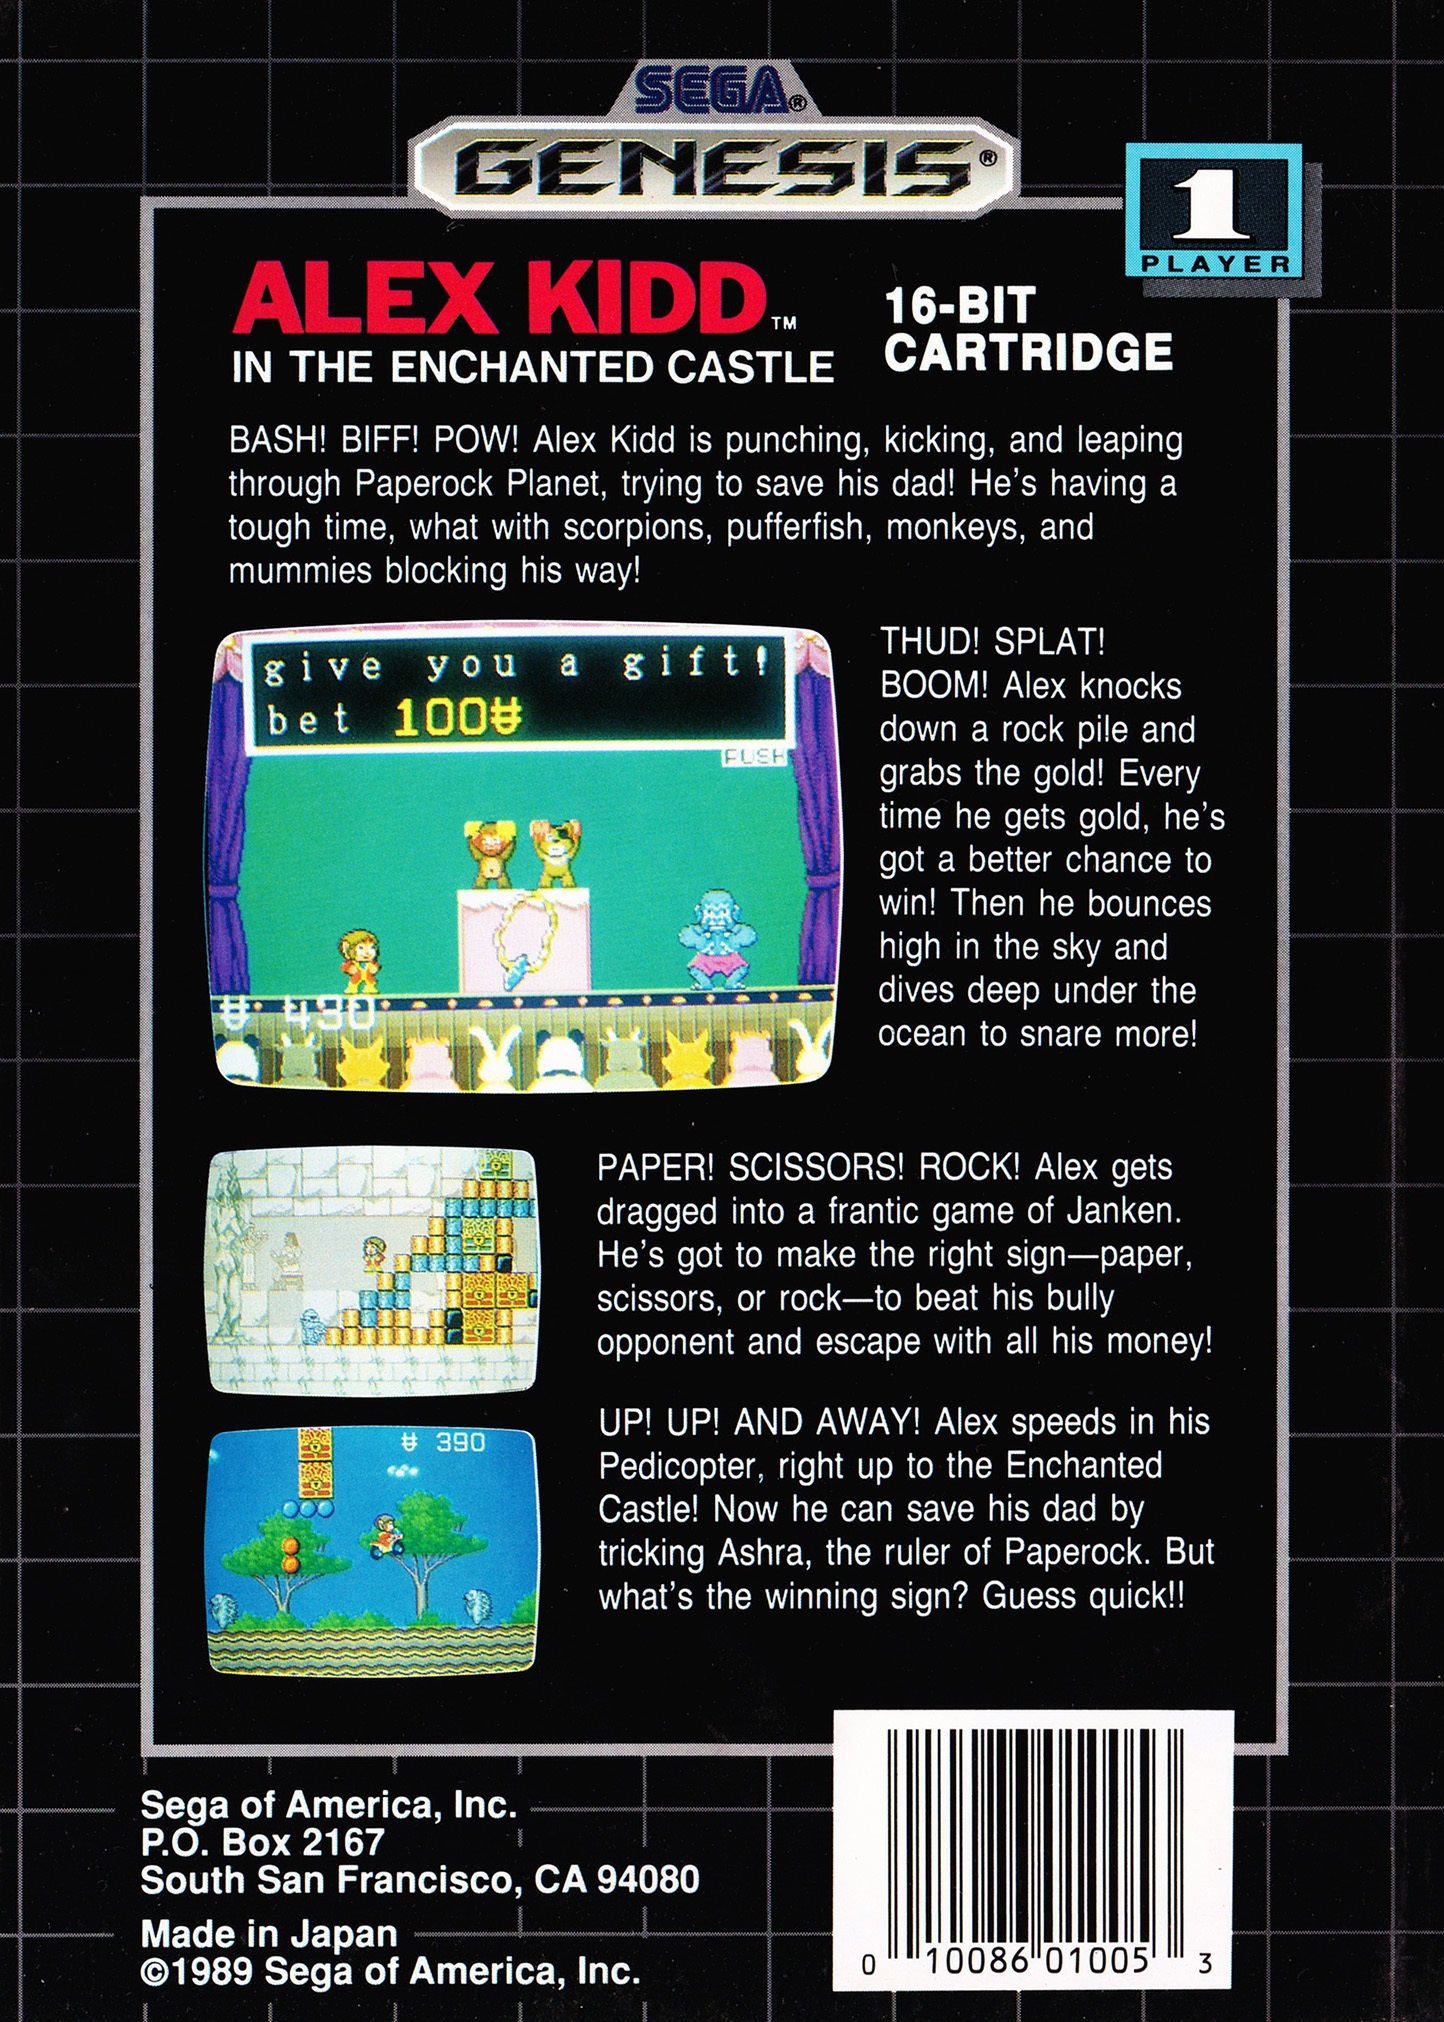 SEGA®
GENESIS®
1
PLAYER
ALEX KIDD™
IN THE ENCHANTED CASTLE
16-BIT
CARTRIDGE
BASH! BIFF! POW! Alex Kidd is punching, kicking, and leaping
through Paperock Planet, trying to save his dad! He's having a
tough time, what with scorpions, pufferfish, monkeys, and
mummies blocking his way!
give you a gift!
bet 100
PUSH
430
THUD! SPLAT!
BOOM! Alex knocks
down a rock pile and
grabs the gold! Every
time he gets gold, he's
got a better chance to
win! Then he bounces
high in the sky and
dives deep under the
ocean to snare more!
PAPER! SCISSORS! ROCK! Alex gets
dragged into a frantic game of Janken.
He's got to make the right sign—paper,
scissors, or rock—to beat his bully
opponent and escape with all his money!
390
UP! UP! AND AWAY! Alex speeds in his
Pedicopter, right up to the Enchanted
Castle! Now he can save his dad by
tricking Ashra, the ruler of Paperock. But
what's the winning sign? Guess quick!!
Sega of America, Inc.
P.O. Box 2167
South San Francisco, CA 94080
Made in Japan
©1989 Sega of America, Inc.
0 10086 01005 3